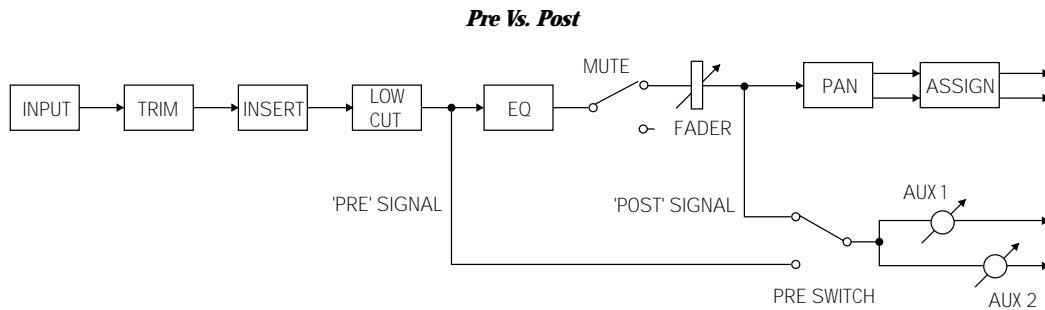 Pre Vs. Post
MUTE
INPUT
TRIM
INSERT
LOW
CUT
EQ
FADER
PAN
ASSIGN
'PRE' SIGNAL
'POST' SIGNAL
AUX 1
PRE SWITCH
AUX 2